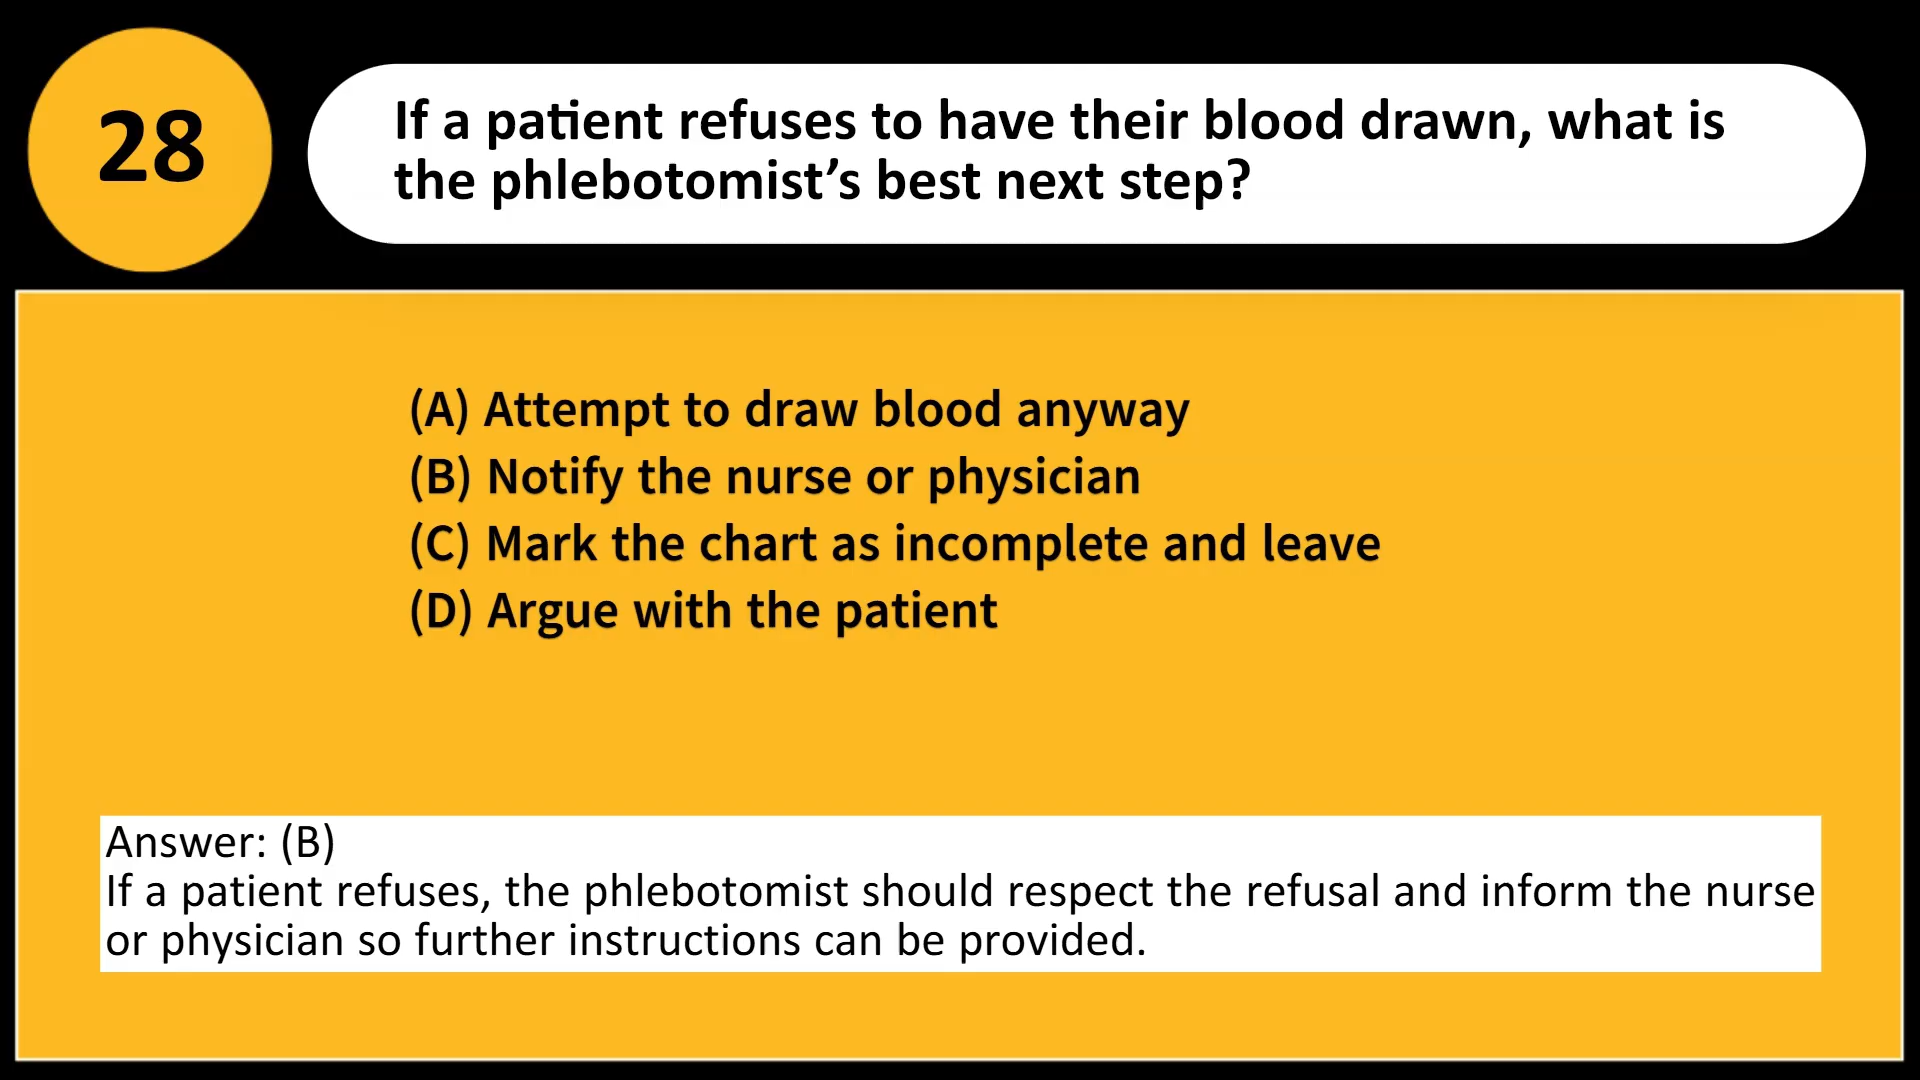 28
If a patient refuses to have their blood drawn, what is
the phlebotomist’s best next step?
(A) Attempt to draw blood anyway
(B) Notify the nurse or physician
(C) Mark the chart as incomplete and leave
(D) Argue with the patient
Answer: (B)
If a patient refuses, the phlebotomist should respect the refusal and inform the nurse
or physician so further instructions can be provided.